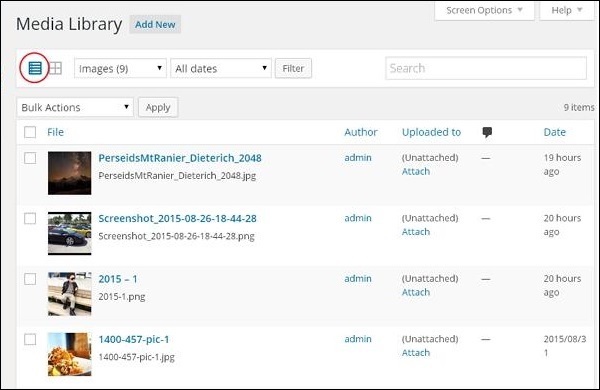 Screen Options Help
Media Library Add New
Images (9) All dates Filter Search
Bulk Actions Apply 9 items
File Author Uploaded to Date
PerseidsMtRanier_Dieterich_2048 admin (Unattached) — 19 hours
PerseidsMtRanier_Dieterich_2048.jpg Attach ago
Screenshot_2015-08-26-18-44-28 admin (Unattached) — 20 hours
Screenshot_2015-08-26-18-44-28.png Attach ago
2015 – 1 admin (Unattached) — 20 hours
2015-1.png Attach ago
1400-457-pic-1 admin (Unattached) — 2015/08/3
1400-457-pic-1.jpg Attach 1